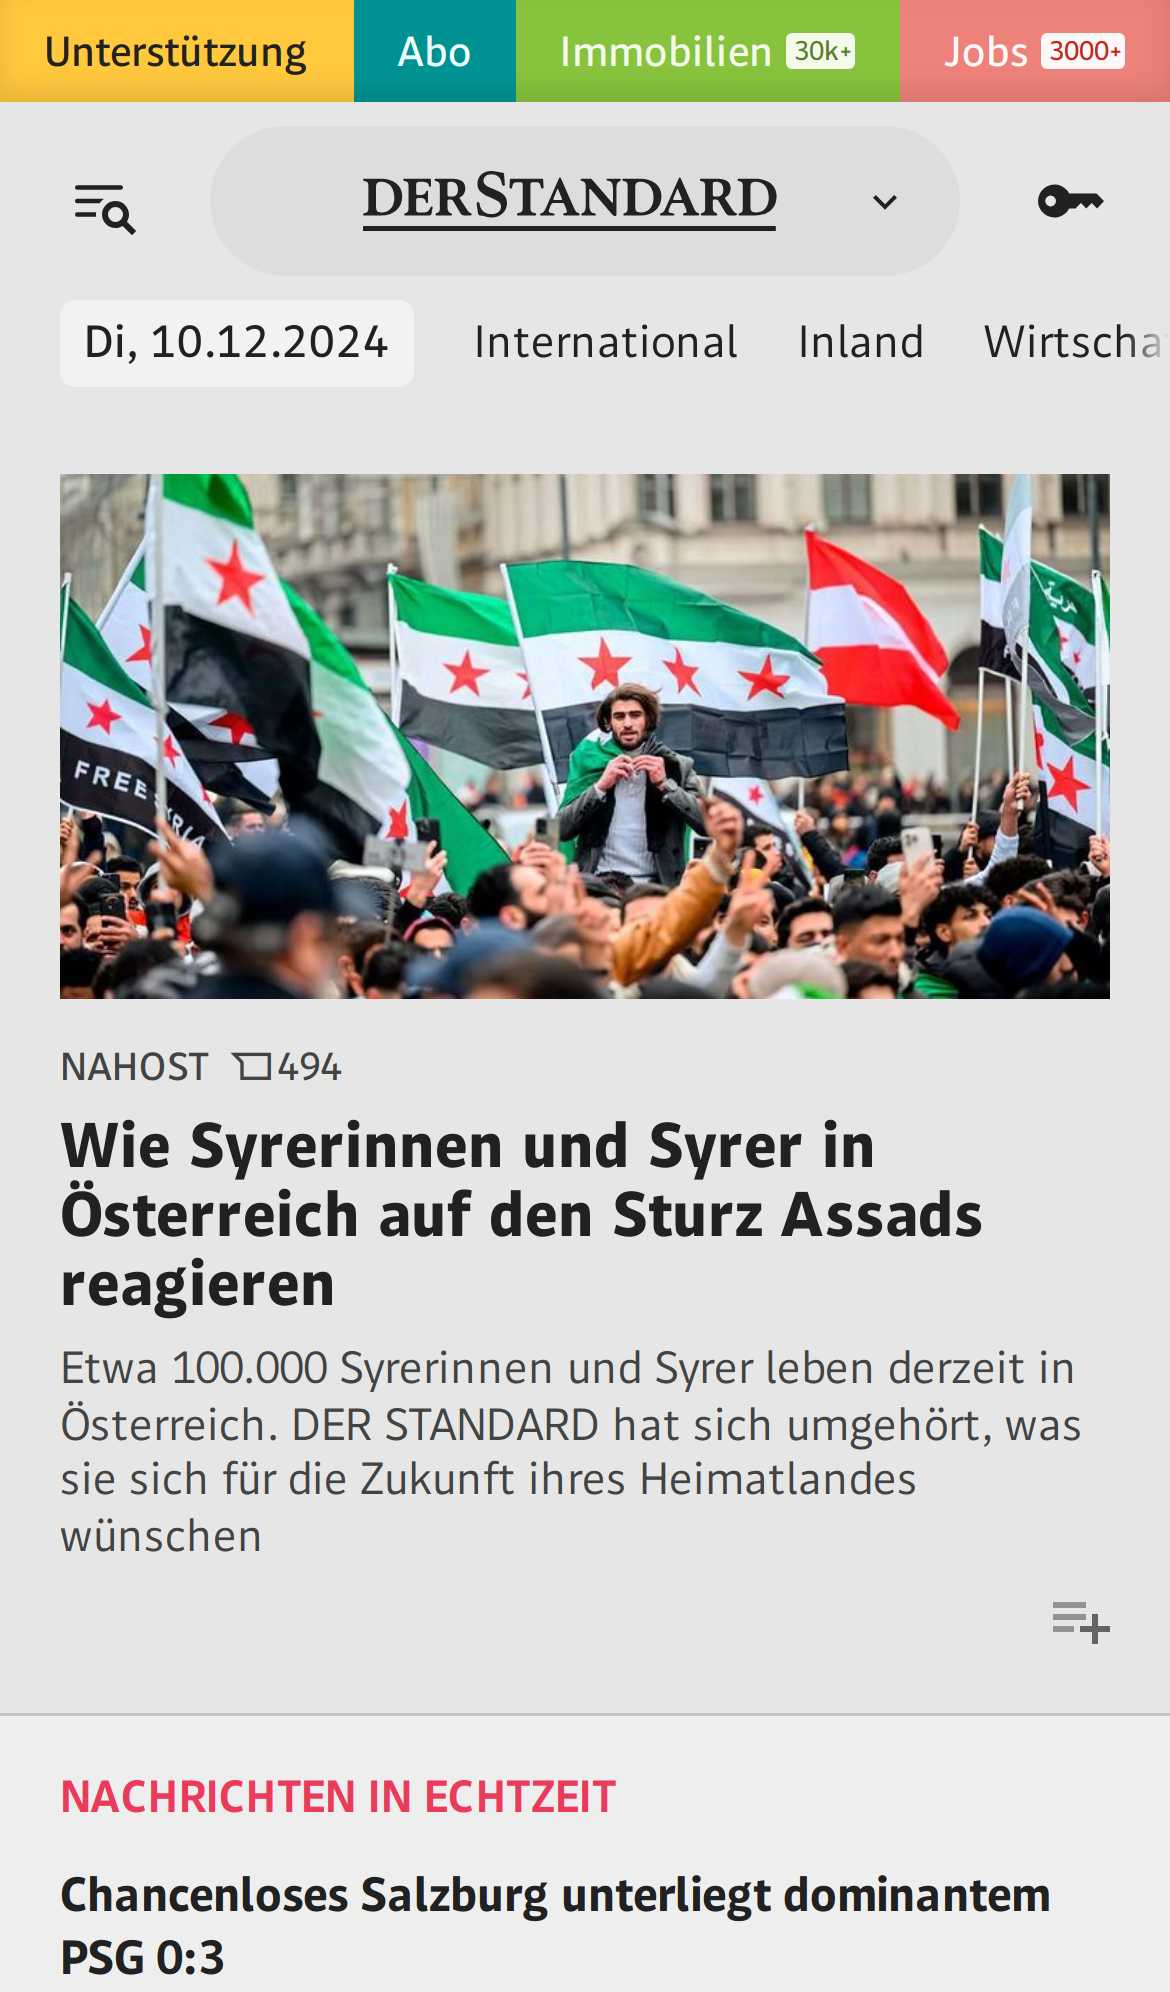 Unterstützung Abo Immobilien 30k+ Jobs 3000+
DER STANDARD
Di, 10.12.2024 International Inland
FREE
NAHOST 494
Wie Syrerinnen und Syrer in
Österreich auf den Sturz Assads
reagieren
Etwa 100.000 Syrerinnen und Syrer leben derzeit in
Österreich. DER STANDARD hat sich umgehört, was
sie sich für die Zukunft ihres Heimatlandes
wünschen
NACHRICHTEN IN ECHTZEIT
Chancenloses Salzburg unterliegt dominantem
PSG 0:3